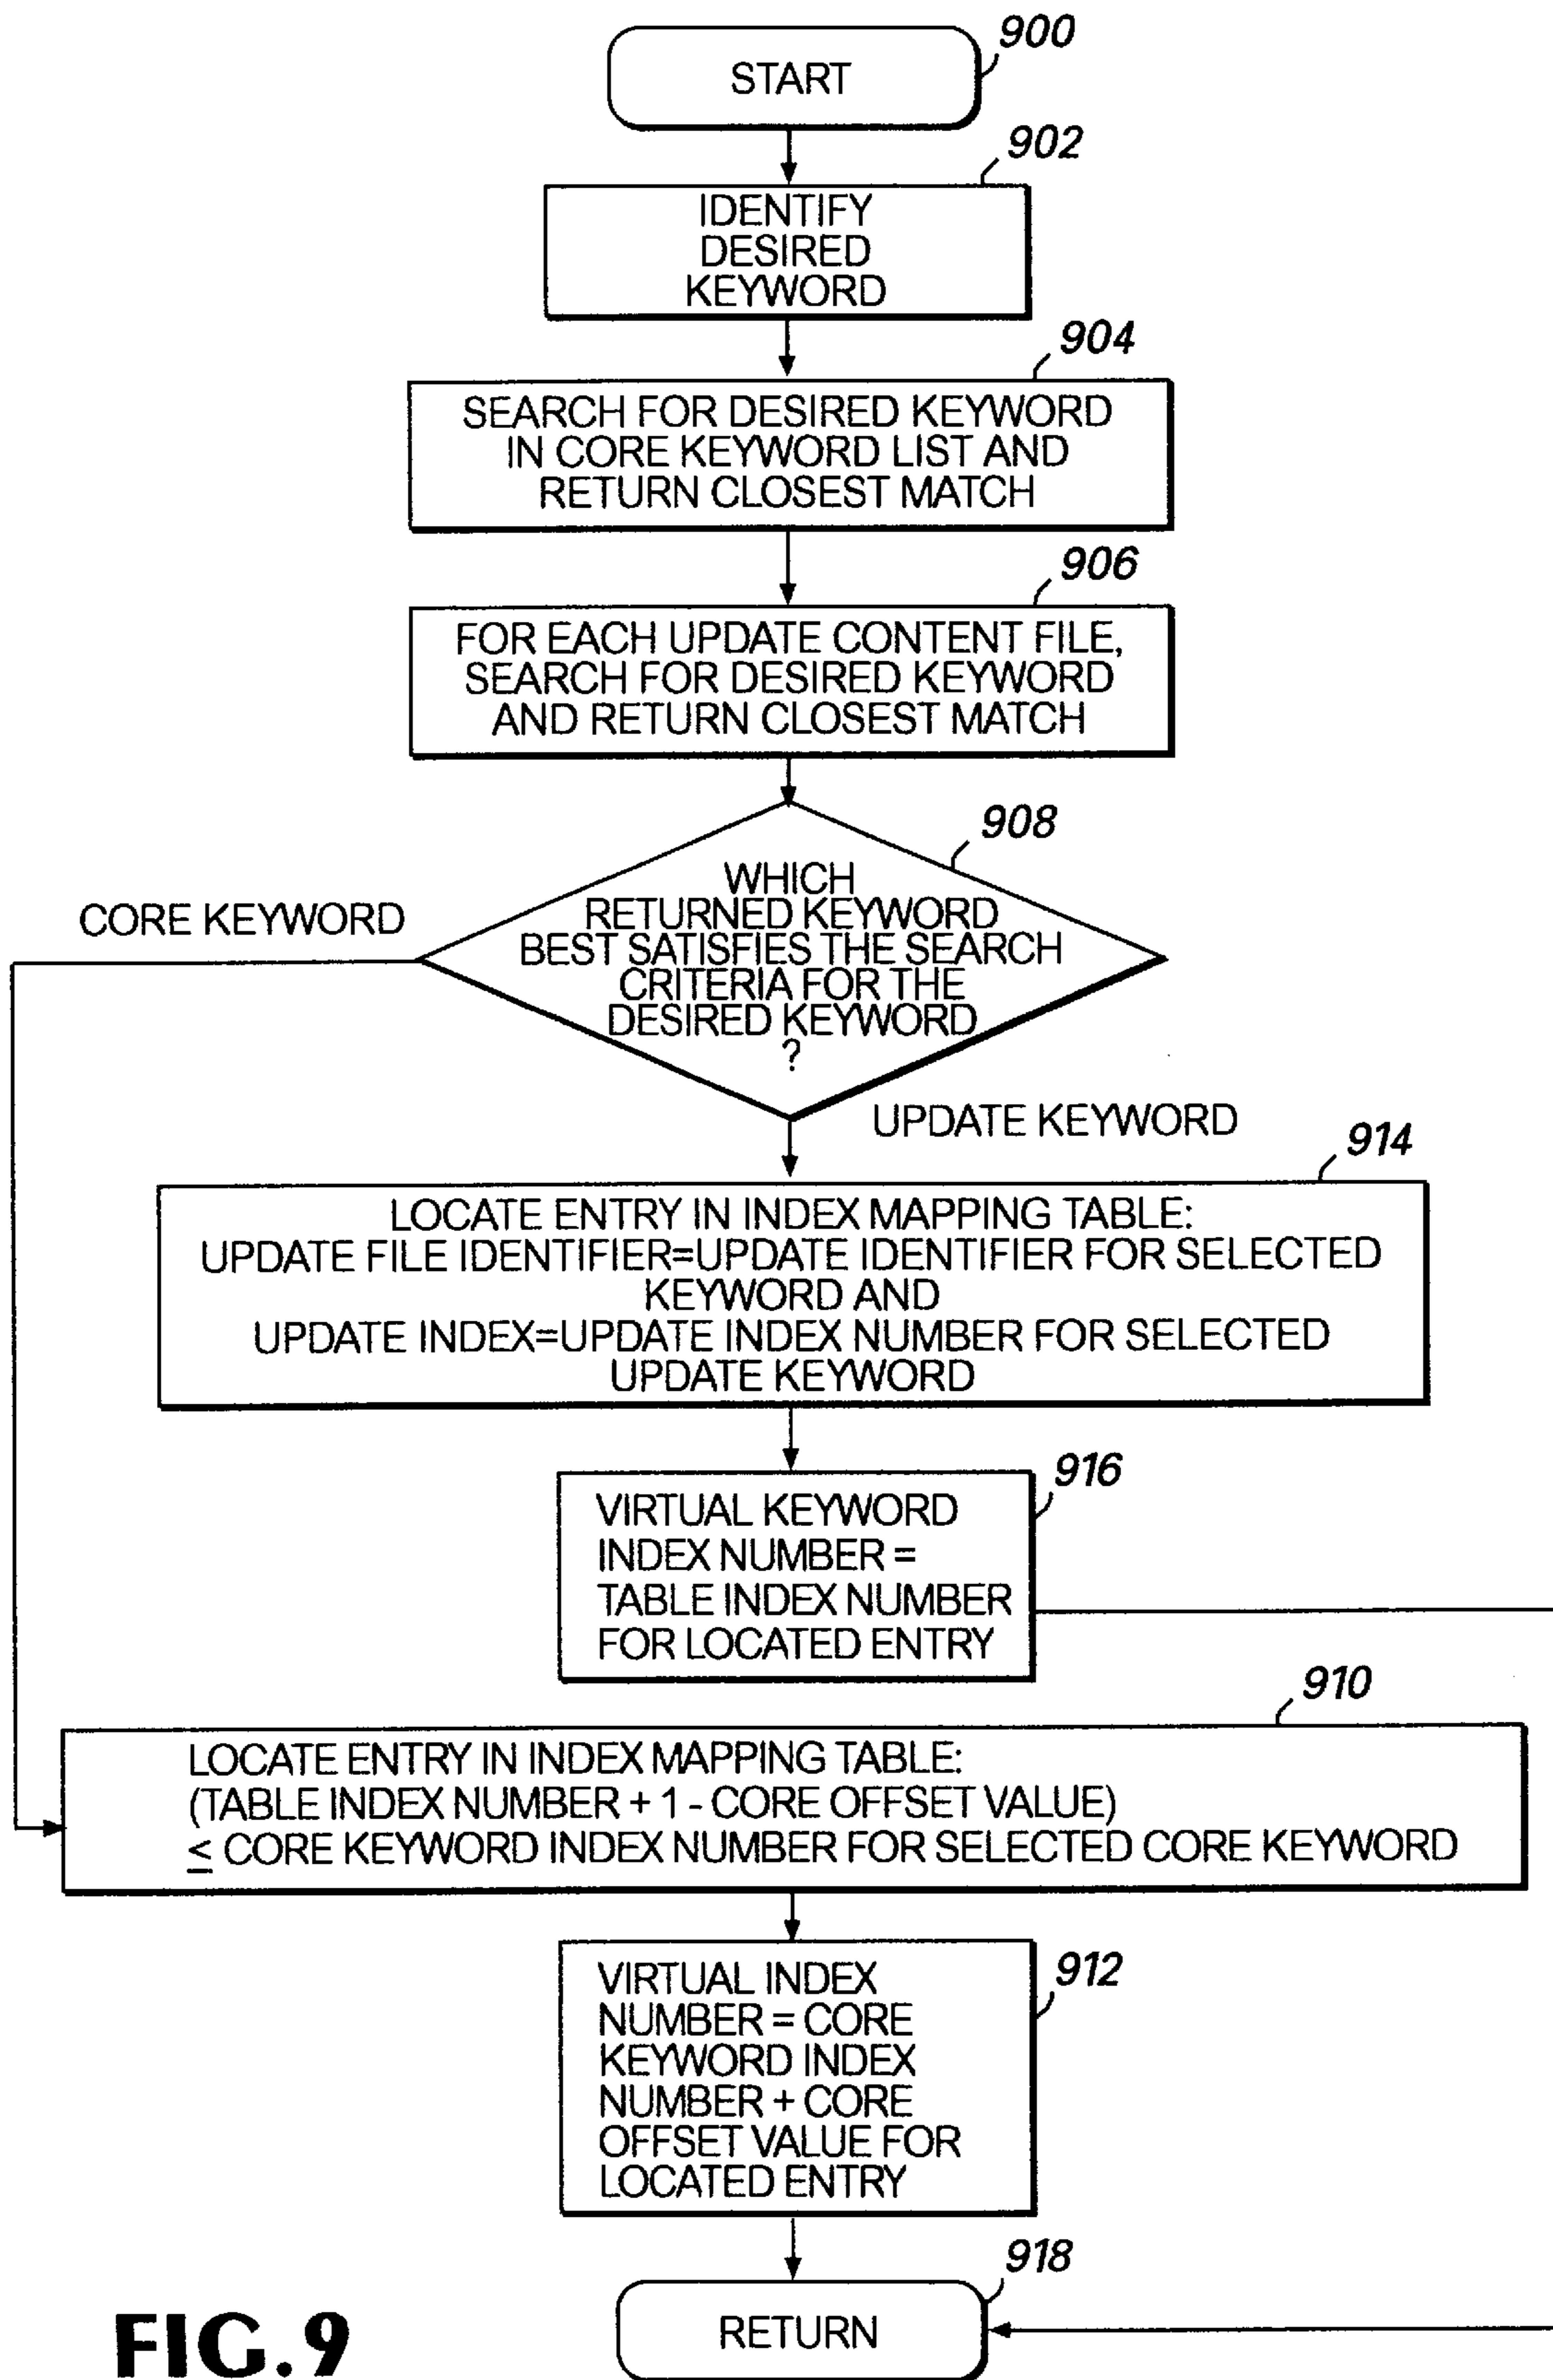 900
START
902
IDENTIFY
DESIRED
KEYWORD
904
SEARCH FOR DESIRED KEYWORD
IN CORE KEYWORD LIST AND
RETURN CLOSEST MATCH
906
FOR EACH UPDATE CONTENT FILE,
SEARCH FOR DESIRED KEYWORD
AND RETURN CLOSEST MATCH
908
WHICH
RETURNED KEYWORD
BEST SATISFIES THE SEARCH
CRITERIA FOR THE
DESIRED KEYWORD
?
CORE KEYWORD
UPDATE KEYWORD
914
LOCATE ENTRY IN INDEX MAPPING TABLE:
UPDATE FILE IDENTIFIER=UPDATE IDENTIFIER FOR SELECTED
KEYWORD AND
UPDATE INDEX=UPDATE INDEX NUMBER FOR SELECTED
UPDATE KEYWORD
916
VIRTUAL KEYWORD
INDEX NUMBER =
TABLE INDEX NUMBER
FOR LOCATED ENTRY
910
LOCATE ENTRY IN INDEX MAPPING TABLE:
(TABLE INDEX NUMBER + 1 - CORE OFFSET VALUE)
≤ CORE KEYWORD INDEX NUMBER FOR SELECTED CORE KEYWORD
912
VIRTUAL INDEX
NUMBER = CORE
KEYWORD INDEX
NUMBER + CORE
OFFSET VALUE FOR
LOCATED ENTRY
918
RETURN
FIG.9